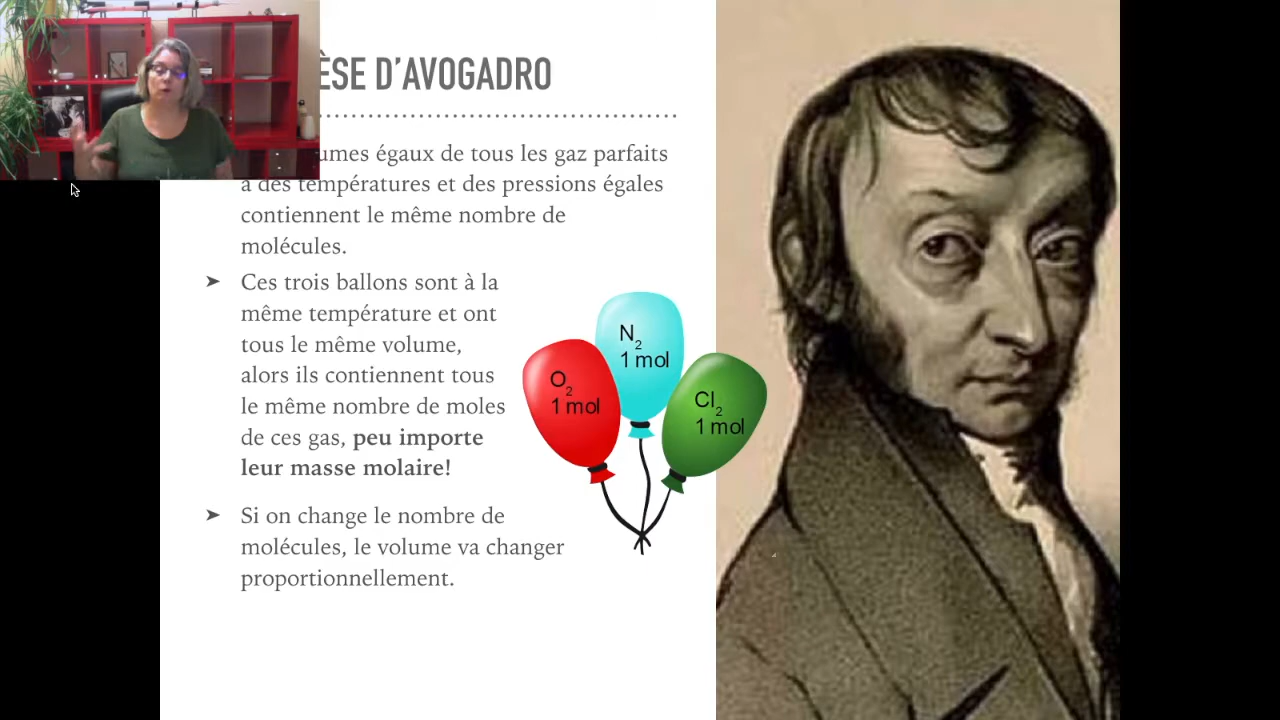 ÈSE D'AVOGADRO
umes égaux de tous les gaz parfaits
à des températures et des pressions égales
contiennent le même nombre de
molécules.
➤ Ces trois ballons sont à la
même température et ont
tous le même volume,
alors ils contiennent tous
le même nombre de moles
de ces gas, peu importe
leur masse molaire!
➤ Si on change le nombre de
molécules, le volume va changer
proportionnellement.
N2
1 mol
O2
1 mol
Cl2
1 mol